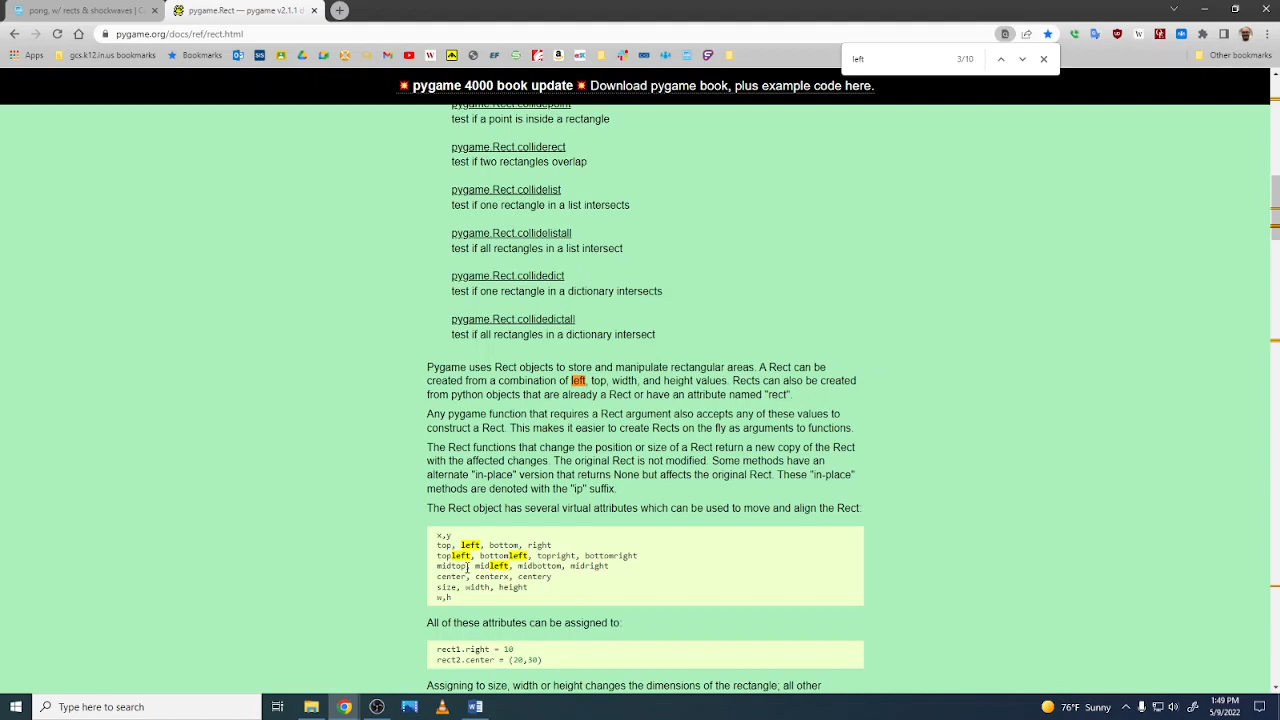 pong, w/ rects & shockwaves | C
pygame.Rect — pygame v2.1.1 d
pygame.org/docs/ref/rect.html
Apps
gcsk12.in.us bookmarks
Bookmarks
Other bookmarks
left
3/10
pygame 4000 book update Download pygame book, plus example code here.
pygame.Rect.collidepoint
test if a point is inside a rectangle
pygame.Rect.colliderect
test if two rectangles overlap
pygame.Rect.collidelist
test if one rectangle in a list intersects
pygame.Rect.collidelistall
test if all rectangles in a list intersect
pygame.Rect.collidedict
test if one rectangle in a dictionary intersects
pygame.Rect.collidedictall
test if all rectangles in a dictionary intersect
Pygame uses Rect objects to store and manipulate rectangular areas. A Rect can be
created from a combination of left, top, width, and height values. Rects can also be created
from python objects that are already a Rect or have an attribute named "rect".
Any pygame function that requires a Rect argument also accepts any of these values to
construct a Rect. This makes it easier to create Rects on the fly as arguments to functions.
The Rect functions that change the position or size of a Rect return a new copy of the Rect
with the affected changes. The original Rect is not modified. Some methods have an
alternate "in-place" version that returns None but affects the original Rect. These "in-place"
methods are denoted with the "ip" suffix.
The Rect object has several virtual attributes which can be used to move and align the Rect:
x,y
top, left, bottom, right
topleft, bottomleft, topright, bottomright
midtop, midleft, midbottom, midright
center, centerx, centery
size, width, height
w,h
All of these attributes can be assigned to:
rect1.right = 10
rect2.center = (20,30)
Assigning to size, width or height changes the dimensions of the rectangle; all other
Type here to search
76°F Sunny
1:49 PM
5/9/2022